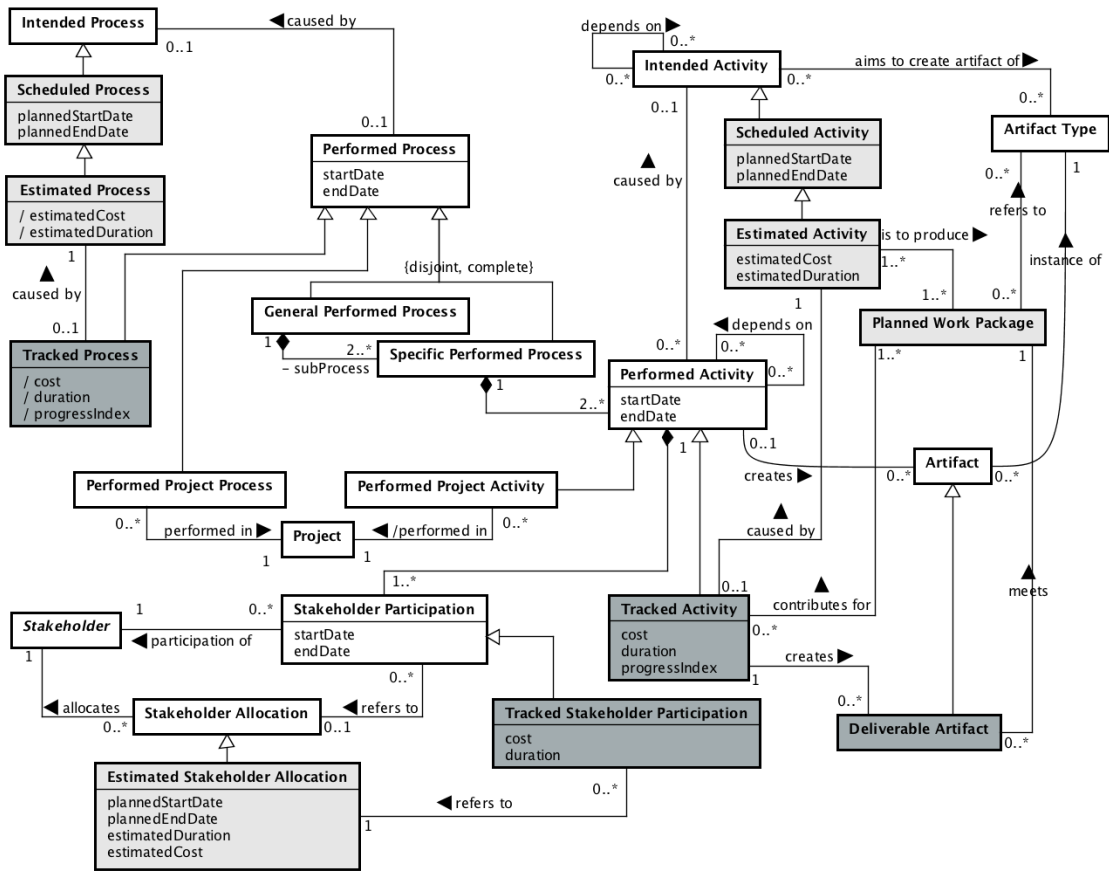 Intended Process
◀ caused by
0..1
0..1
Scheduled Process
plannedStartDate
plannedEndDate
Estimated Process
/ estimatedCost
/ estimatedDuration
1
▲
caused by
0..1
Tracked Process
/ cost
/ duration
/ progressIndex
Performed Process
startDate
endDate
{disjoint, complete}
General Performed Process
1
2..*
– subProcess
Specific Performed Process
1
2..*
depends on ▶
0..*
0..*
Intended Activity
0..1
0..*
aims to create artifact of ▶
0..*
Artifact Type
0..*
1
Scheduled Activity
plannedStartDate
plannedEndDate
▲
caused by
0..*
Estimated Activity
estimatedCost
estimatedDuration
1
is to produce ▶
1..*
1..*
▲
refers to
0..*
▲
instance of
Planned Work Package
1..*
1
◀ depends on
0..*
0..*
Performed Activity
startDate
endDate
1
0..1
creates ▶
0..*
Artifact
0..*
Performed Project Process
0..*
performed in ▶
1
Project
1
◀ /performed in
0..*
Performed Project Activity
▲
caused by
0..1
▲
contributes for
0..*
▲
meets
1..*
Stakeholder
1
1
0..*
◀ participation of
Stakeholder Participation
startDate
endDate
0..*
Tracked Activity
cost
duration
progressIndex
1
creates ▶
0..*
Deliverable Artifact
0..*
◀ allocates
0..*
Stakeholder Allocation
0..1
◀ refers to
Tracked Stakeholder Participation
cost
duration
0..*
Estimated Stakeholder Allocation
plannedStartDate
plannedEndDate
estimatedDuration
estimatedCost
1
◀ refers to